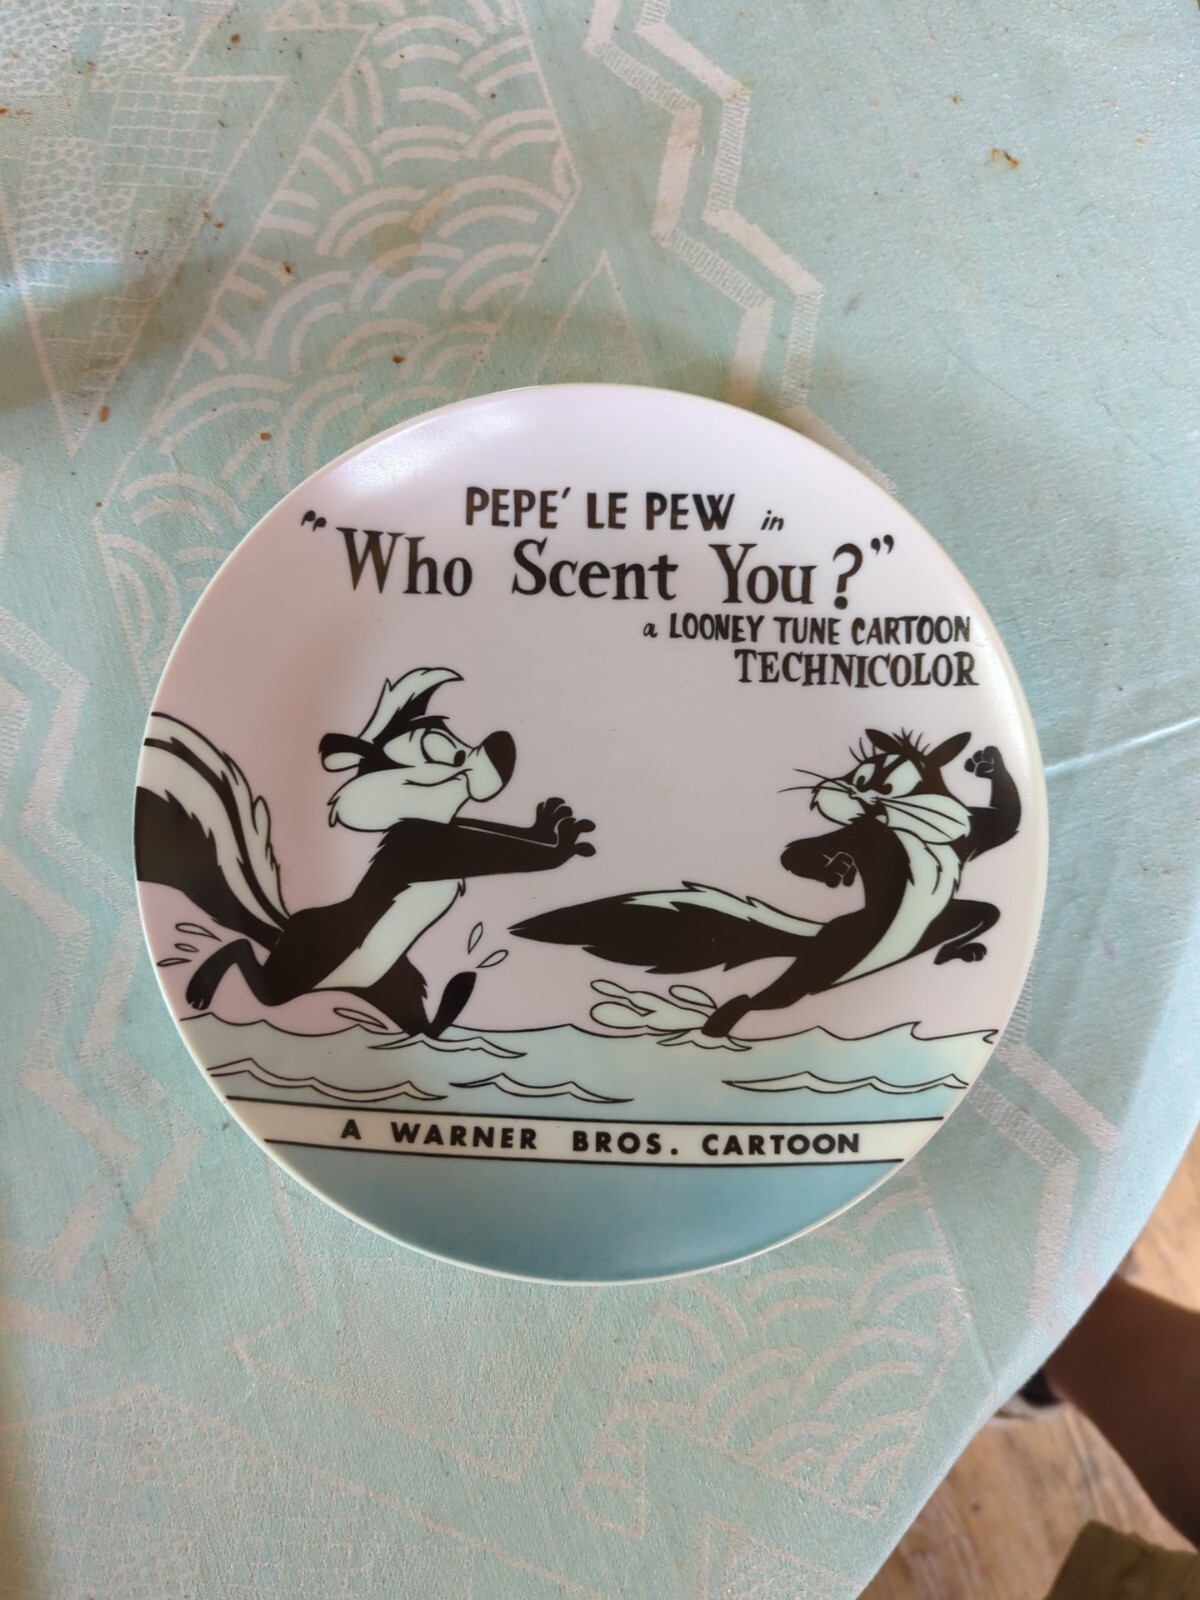 PEPE´ LE PEW in
"Who Scent You?"
a LOONEY TUNE CARTOON
TECHNICOLOR
A WARNER BROS. CARTOON